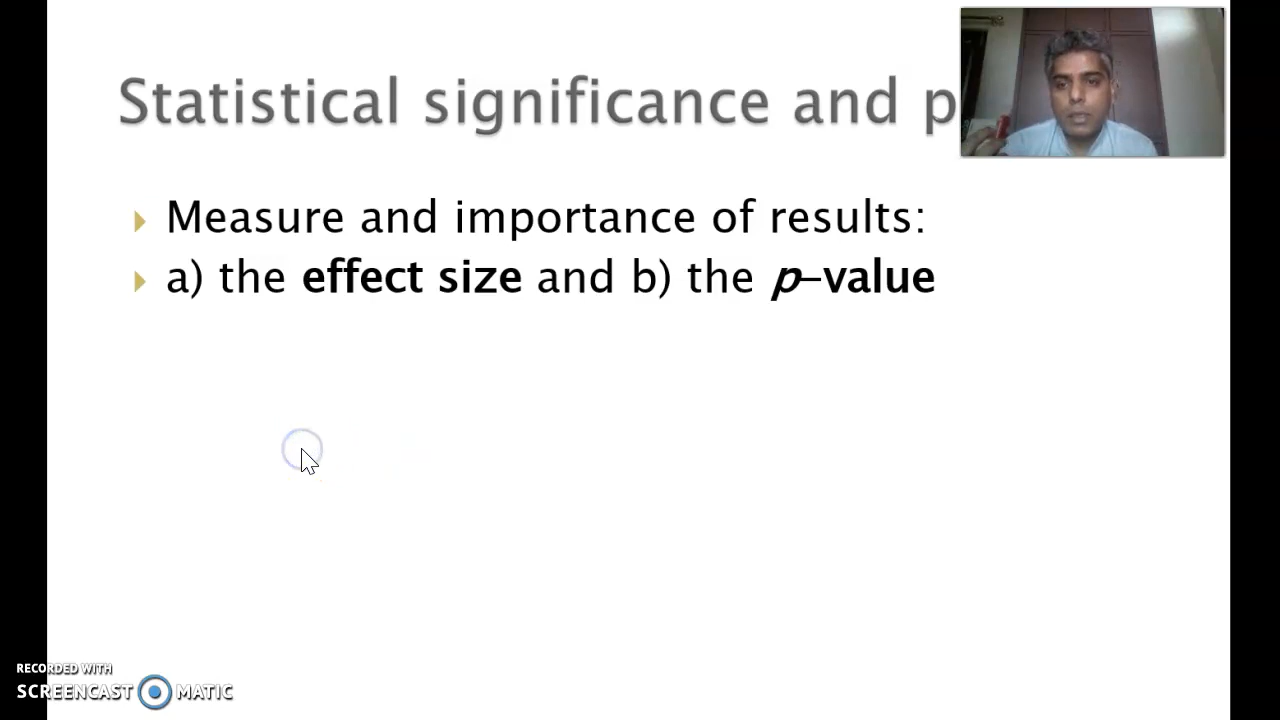 Statistical significance and p
Measure and importance of results:
a) the effect size and b) the p-value
RECORDED WITH
SCREENCAST MATIC